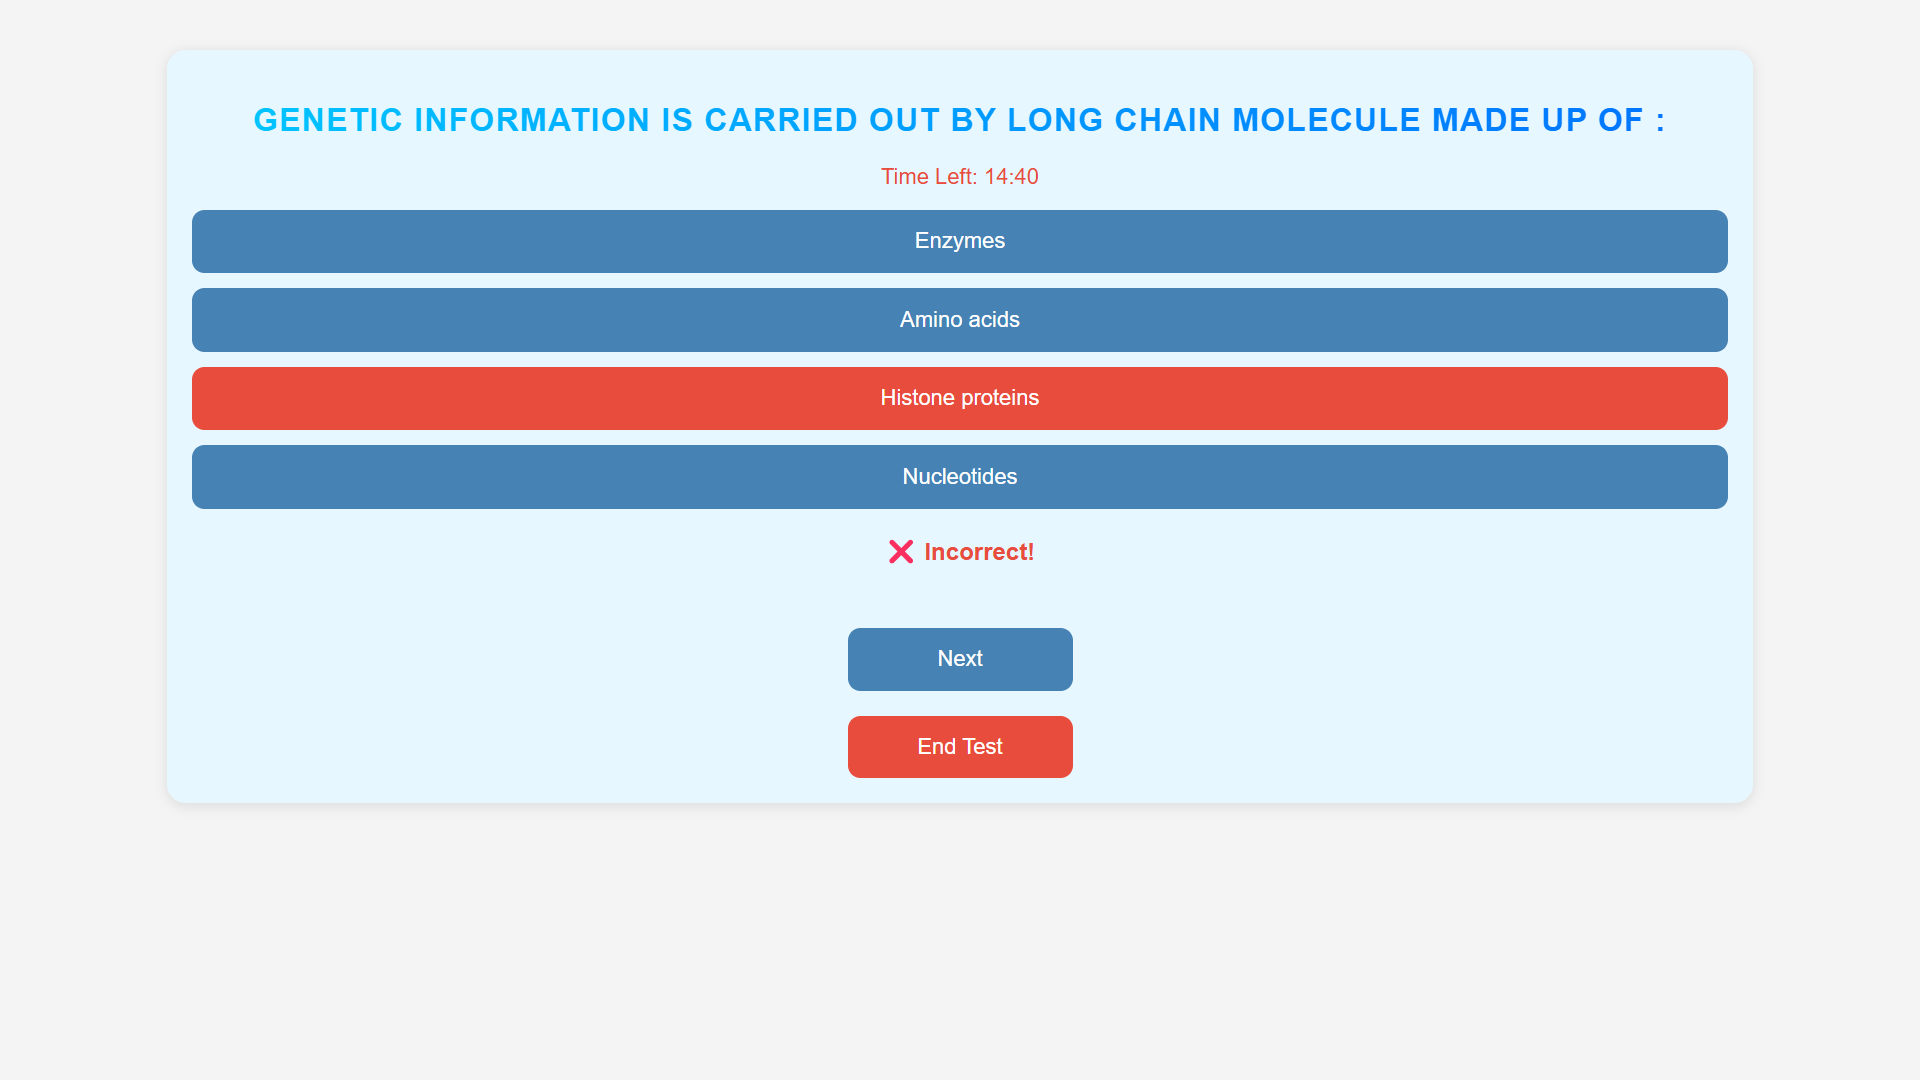 GENETIC INFORMATION IS CARRIED OUT BY LONG CHAIN MOLECULE MADE UP OF :
Time Left: 14:40
Enzymes
Amino acids
Histone proteins
Nucleotides
❌ Incorrect!
Next
End Test